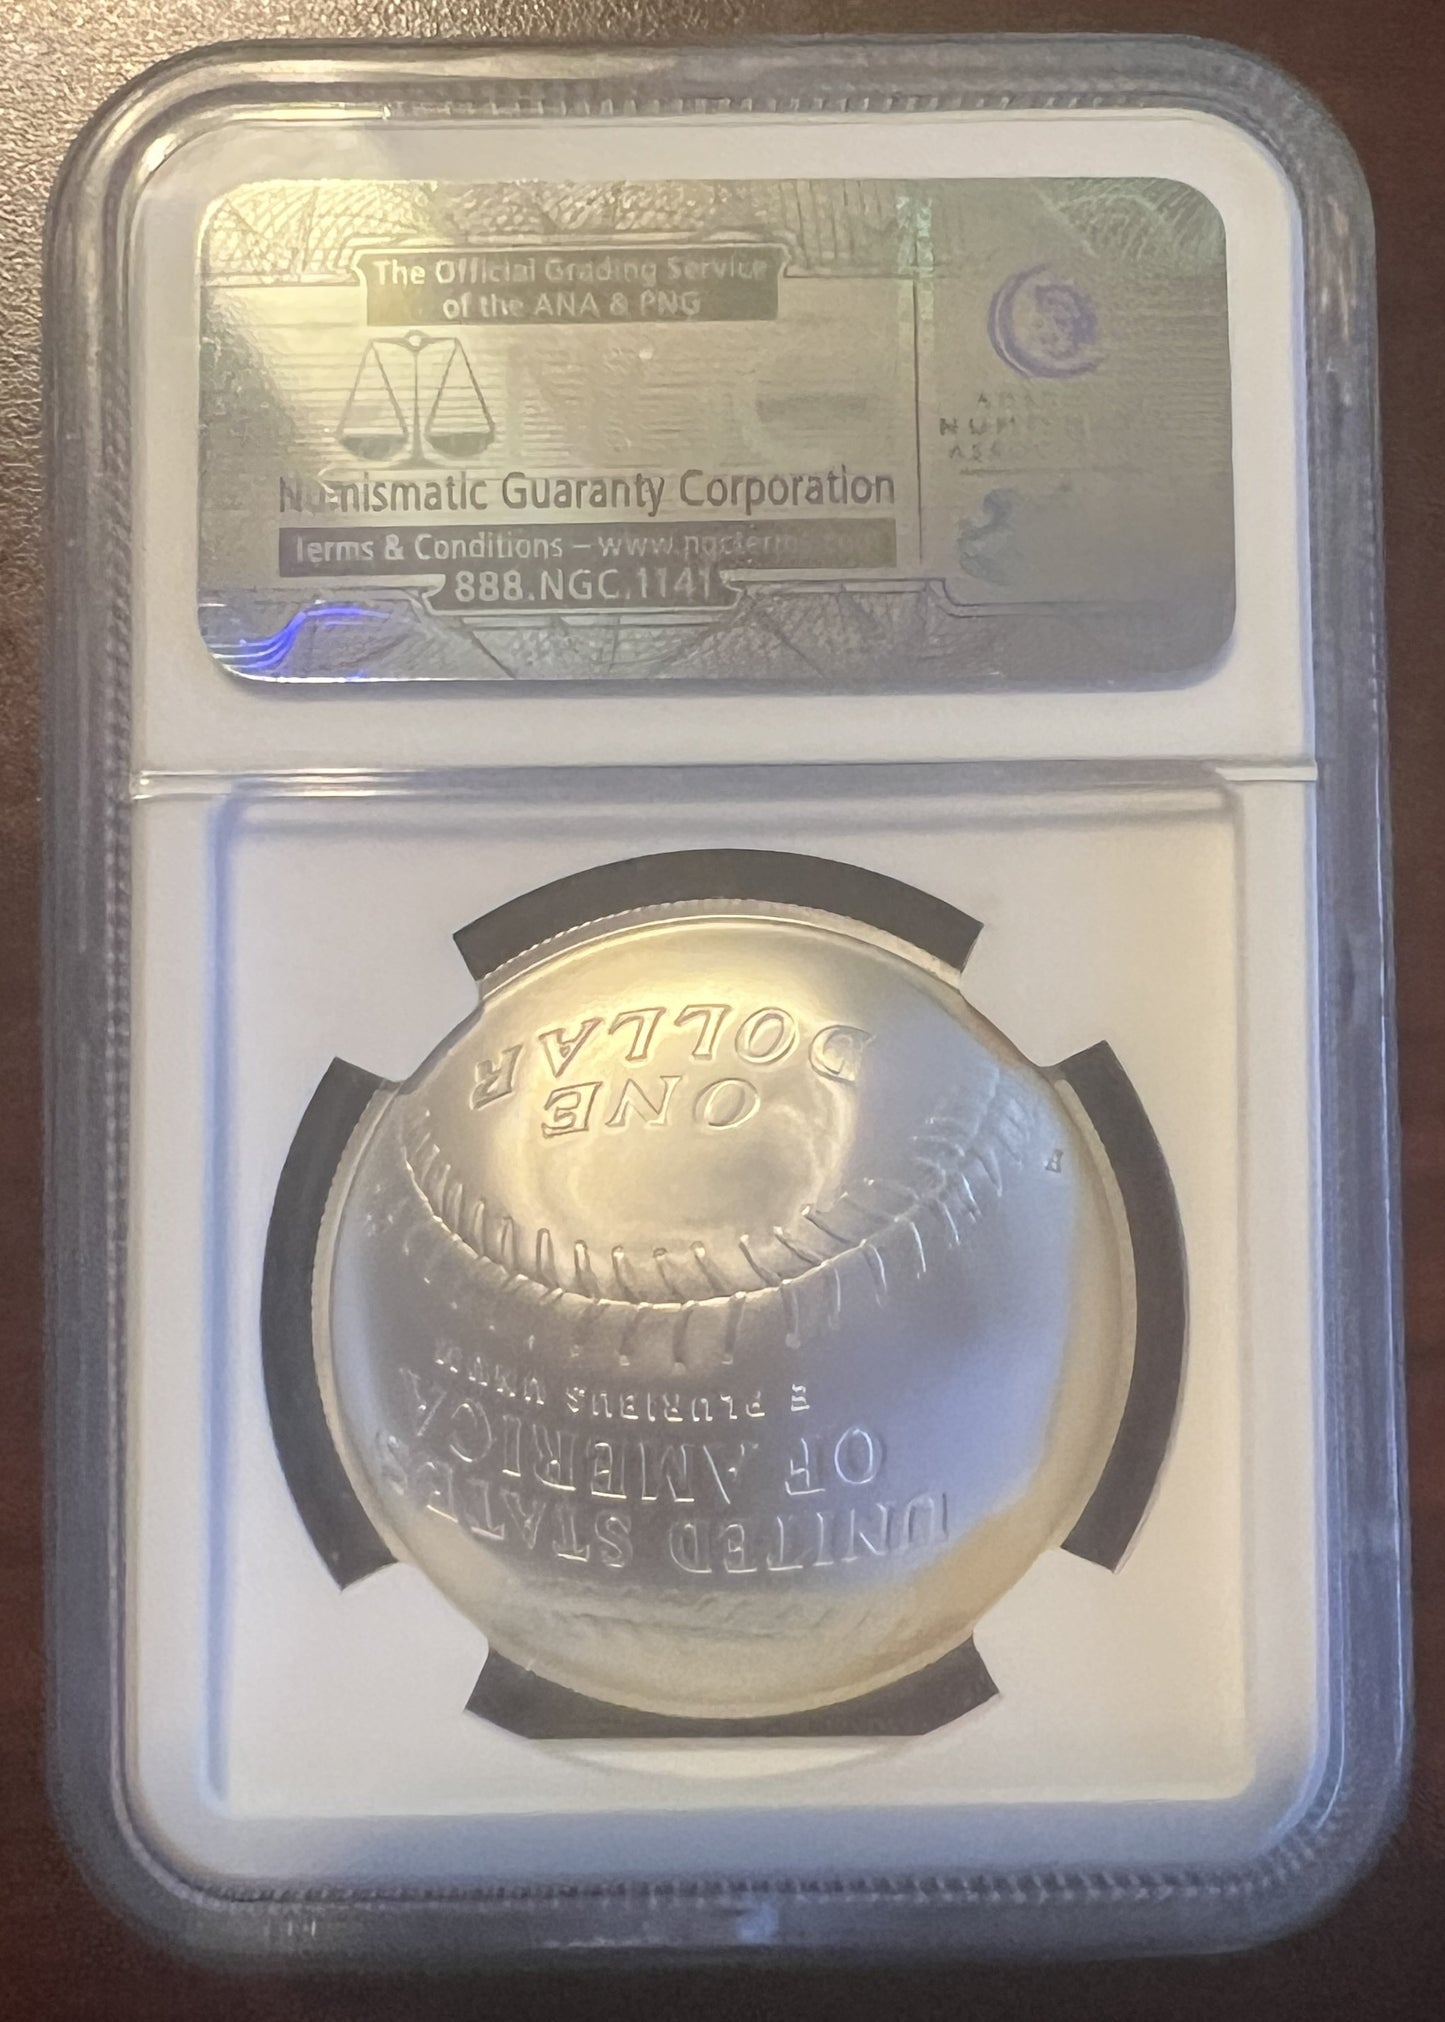 The Official Grading Service
of the ANA & PNG
Numismatic Guaranty Corporation
Terms & Conditions – www.ngcterms.com
888.NGC.1141
UNITED STATES
OF AMERICA
E PLURIBUS UNUM
ONE
DOLLAR
P